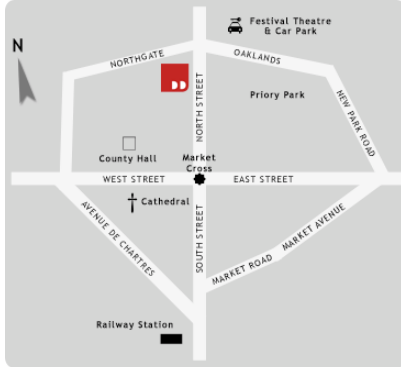 Festival Theatre
& Car Park
N
NORTHGATE
OAKLANDS
NORTH STREET
Priory Park
NEW PARK ROAD
County Hall
Market
Cross
WEST STREET
EAST STREET
Cathedral
AVENUE DE CHARTRES
SOUTH STREET
MARKET AVENUE
MARKET ROAD
Railway Station